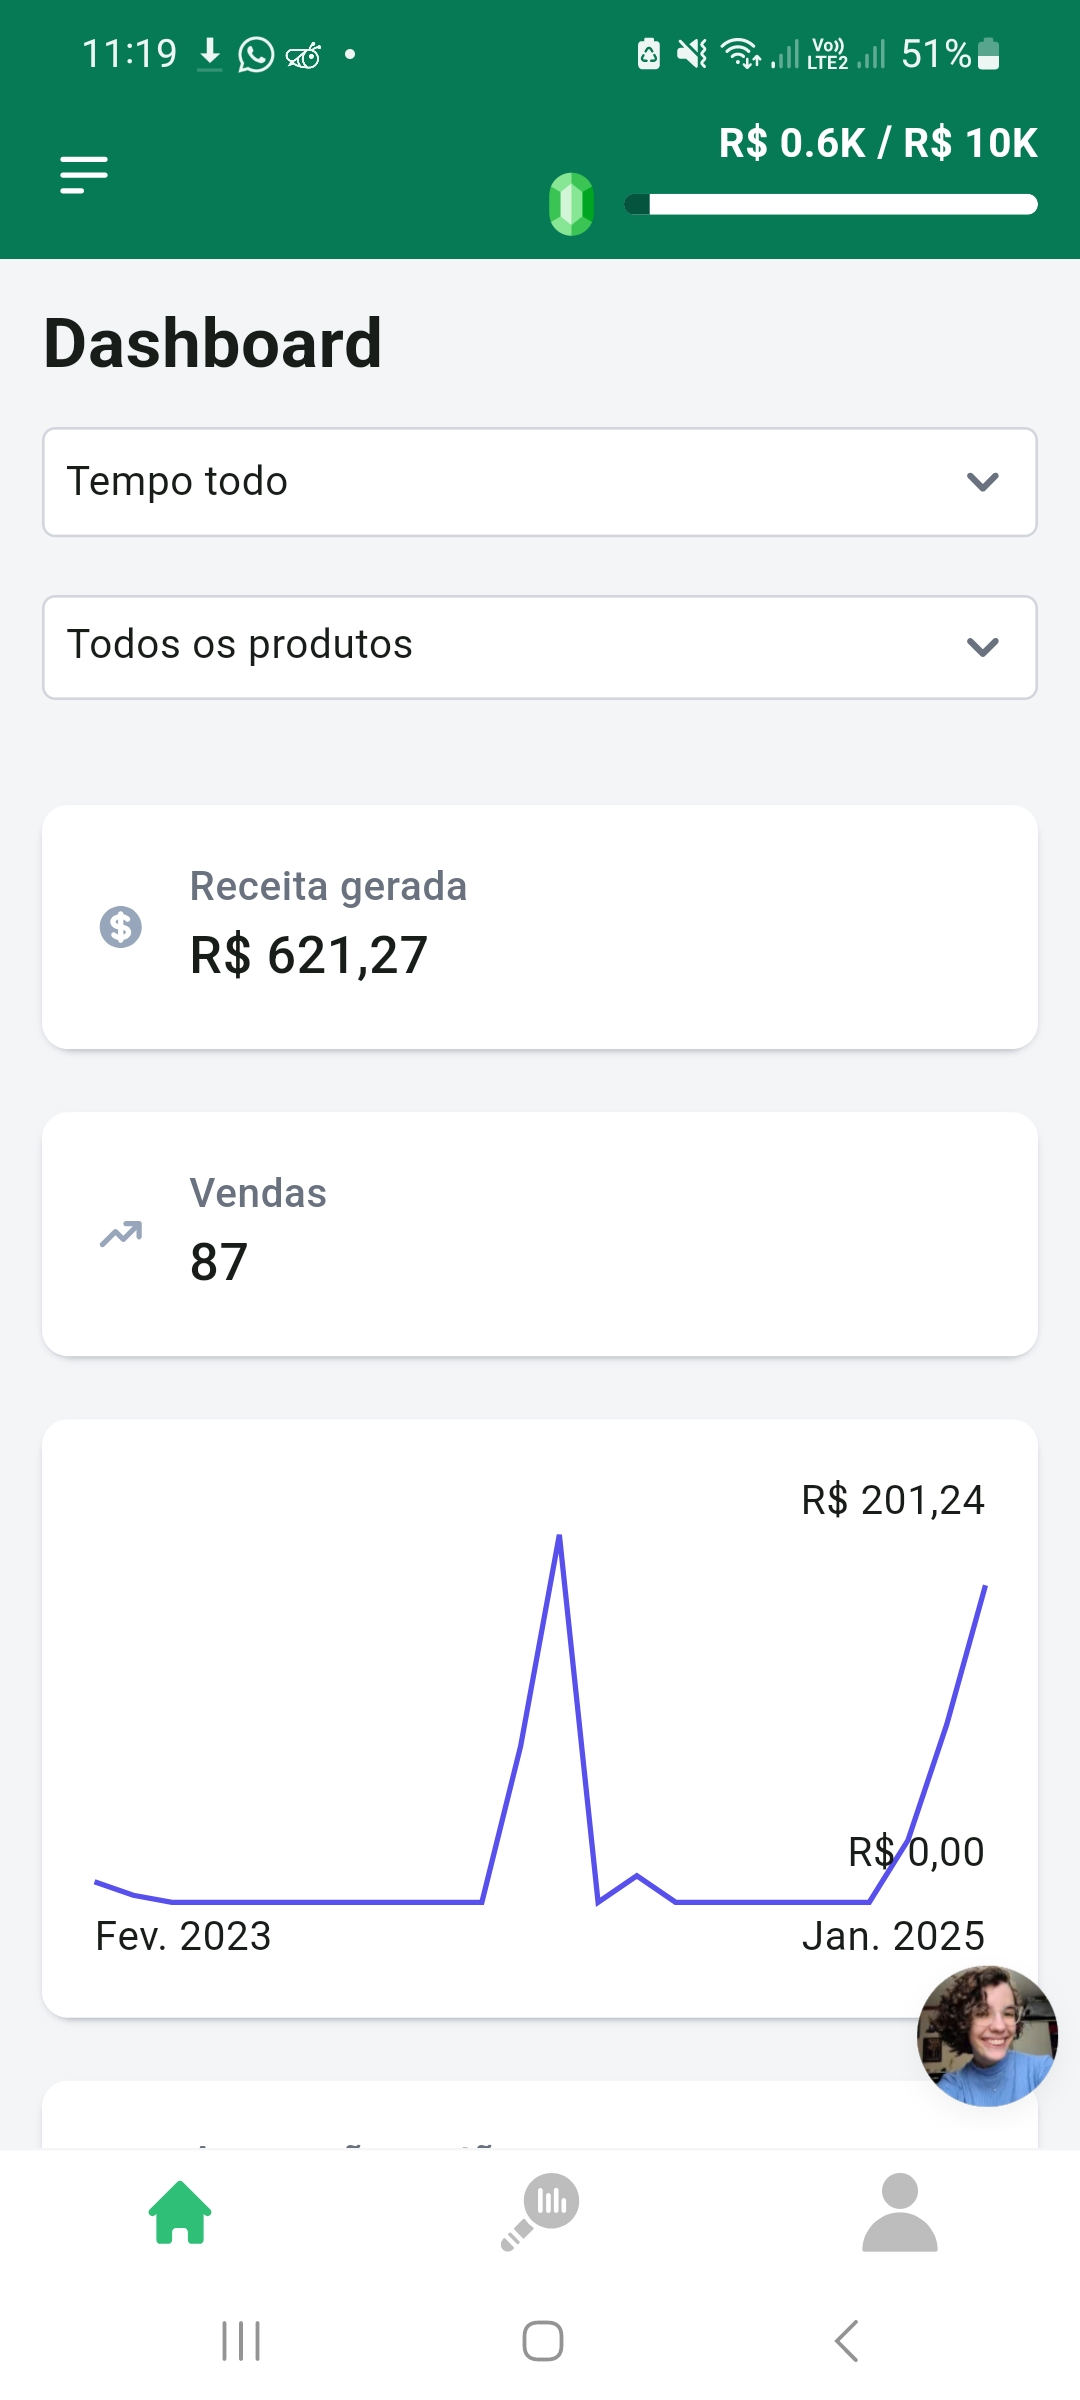 11:19
Vo)) LTE2 51%
R$ 0.6K / R$ 10K
Dashboard
Tempo todo
Todos os produtos
Receita gerada
R$ 621,27
Vendas
87
R$ 201,24
R$ 0,00
Fev. 2023 Jan. 2025